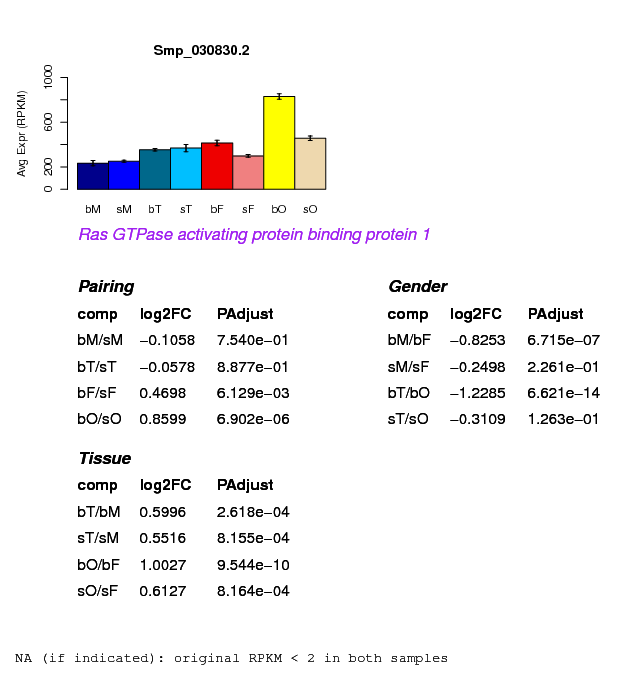 Smp_030830.2
Avg Expr (RPKM)
1000
600
200
0
bM sM bT sT bF sF bO sO
Ras GTPase activating protein binding protein 1
Pairing
comp log2FC PAdjust
bM/sM −0.1058 7.540e−01
bT/sT −0.0578 8.877e−01
bF/sF 0.4698 6.129e−03
bO/sO 0.8599 6.902e−06
Gender
comp log2FC PAdjust
bM/bF −0.8253 6.715e−07
sM/sF −0.2498 2.261e−01
bT/bO −1.2285 6.621e−14
sT/sO −0.3109 1.263e−01
Tissue
comp log2FC PAdjust
bT/bM 0.5996 2.618e−04
sT/sM 0.5516 8.155e−04
bO/bF 1.0027 9.544e−10
sO/sF 0.6127 8.164e−04
NA (if indicated): original RPKM < 2 in both samples